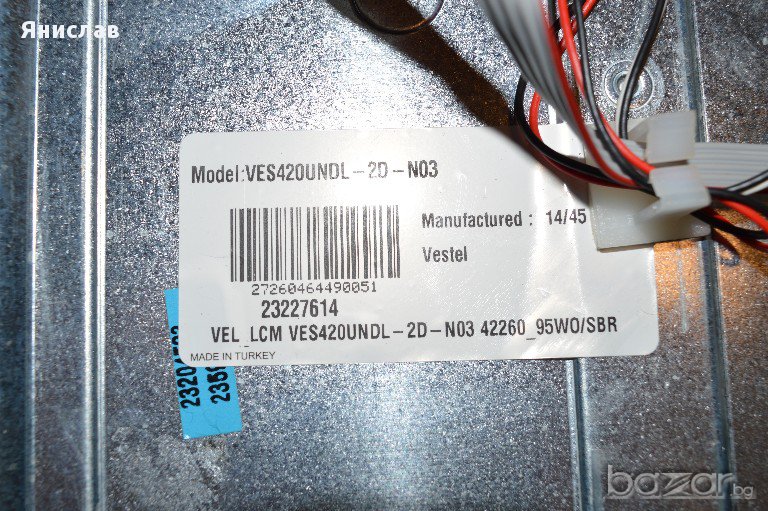 Янислав
Model:VES420UNDL-2D-N03
Manufactured : 14/45
Vestel
27260464490051
23227614
VEL_LCM VES420UNDL-2D-N03 42260_95WO/SBR
MADE IN TURKEY
bazar.bg